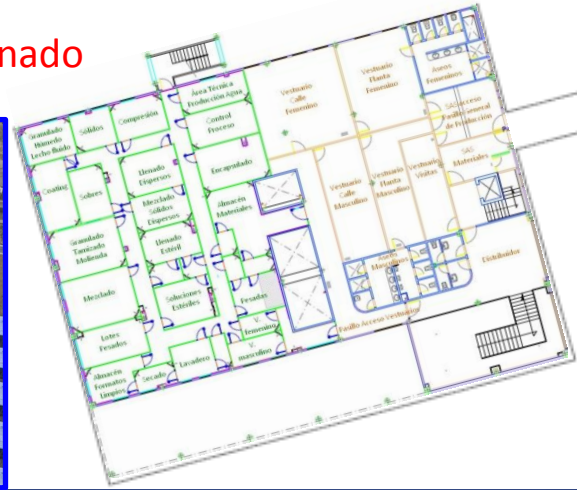 nado
Granulado
Húmedo
Lecho fluido
Sólidos
Compresión
Área Técnica
Producción Agua
Control
Proceso
Encapsulado
Almacén
Materiales
Coating
Sobres
Llenado
Dispersos
Mezclado
Sólidos
Dispersos
Llenado
Estéril
Granulado
Tamizado
Molienda
Mezclado
Soluciones
Estériles
Lotes
Pesados
Almacén
Formatos
Limpios
Secado
Lavadero
Pesadas
V.
femenino
V.
masculino
Vestuario
Calle
Femenino
Vestuario
Planta
Femenino
Aseos
Femeninos
SAS Acceso
Pasillo General
de Producción
SAS
Materiales
Vestuario
Calle
Masculino
Vestuario
Planta
Masculino
Vestuario
Visitas
Aseos
Masculinos
Distribuidor
Pasillo Acceso Vestuarios